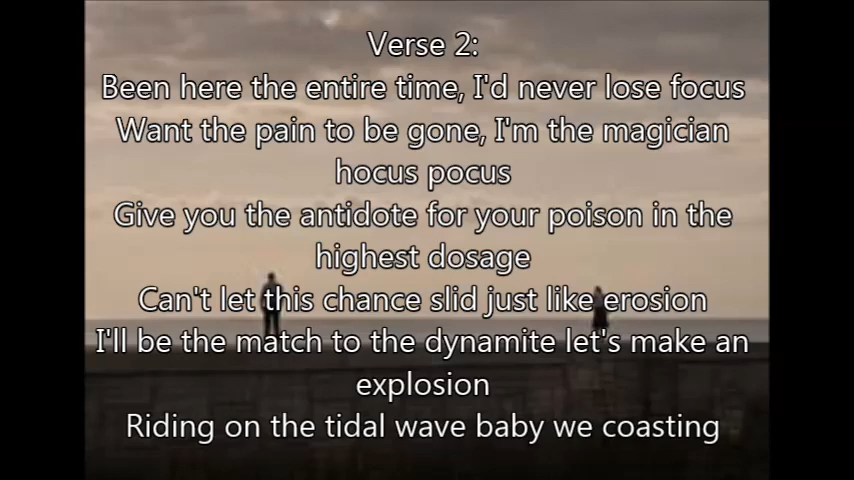 Verse 2:
Been here the entire time, I'd never lose focus
Want the pain to be gone, I'm the magician
hocus pocus
Give you the antidote for your poison in the
highest dosage
Can't let this chance slid just like erosion
I'll be the match to the dynamite let's make an
explosion
Riding on the tidal wave baby we coasting